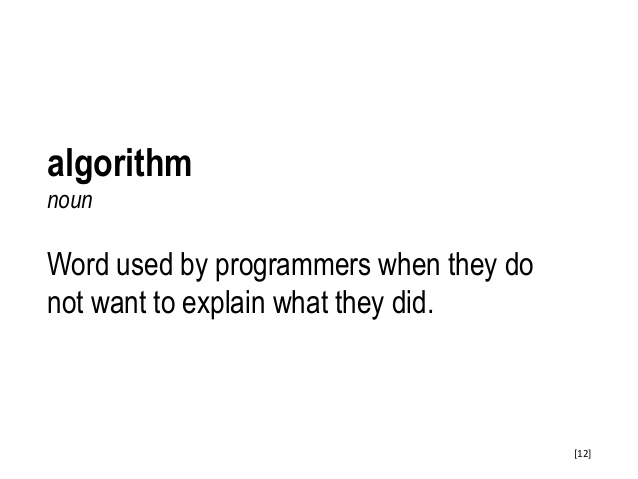 algorithm
noun
Word used by programmers when they do
not want to explain what they did.
[12]